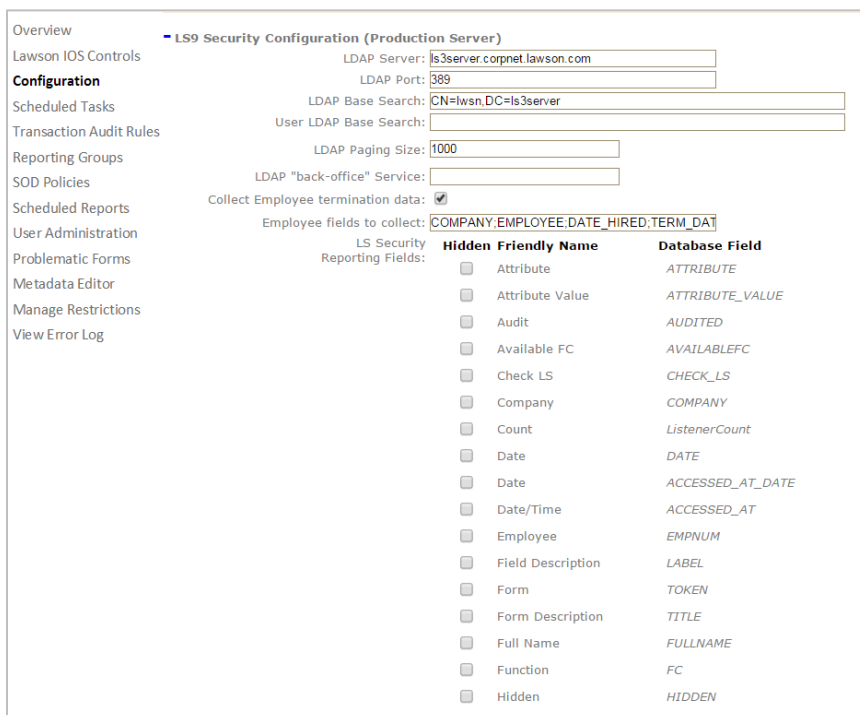 Overview
Lawson IOS Controls
Configuration
Scheduled Tasks
Transaction Audit Rules
Reporting Groups
SOD Policies
Scheduled Reports
User Administration
Problematic Forms
Metadata Editor
Manage Restrictions
View Error Log
- LS9 Security Configuration (Production Server)
LDAP Server: ls3server.corpnet.lawson.com
LDAP Port: 389
LDAP Base Search: CN=lwsn,DC=ls3server
User LDAP Base Search:
LDAP Paging Size: 1000
LDAP "back-office" Service:
Collect Employee termination data:
Employee fields to collect: COMPANY;EMPLOYEE;DATE_HIRED;TERM_DAT
LS Security Reporting Fields:
Hidden Friendly Name Database Field
Attribute ATTRIBUTE
Attribute Value ATTRIBUTE_VALUE
Audit AUDITED
Available FC AVAILABLEFC
Check LS CHECK_LS
Company COMPANY
Count ListenerCount
Date DATE
Date ACCESSED_AT_DATE
Date/Time ACCESSED_AT
Employee EMPNUM
Field Description LABEL
Form TOKEN
Form Description TITLE
Full Name FULLNAME
Function FC
Hidden HIDDEN